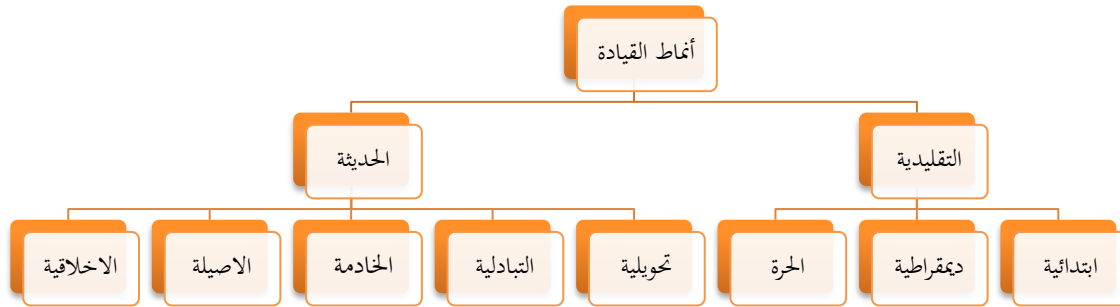 أنماط القيادة
التقليدية
الحديثة
ابتدائية
ديمقراطية
الحرة
تحويلية
التبادلية
الخادمة
الاصيلة
الاخلاقية